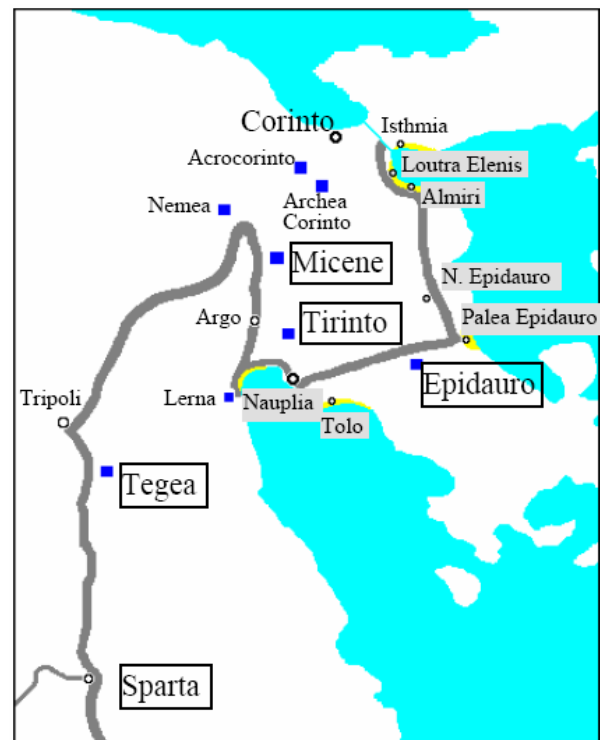 Corinto
Isthmia
Acrocorinto
Loutra Elenis
Archea
Corinto
Almiri
Nemea
Micene
N. Epidauro
Argo
Tirinto
Palea Epidauro
Epidauro
Tripoli
Lerna
Nauplia
Tolo
Tegea
Sparta